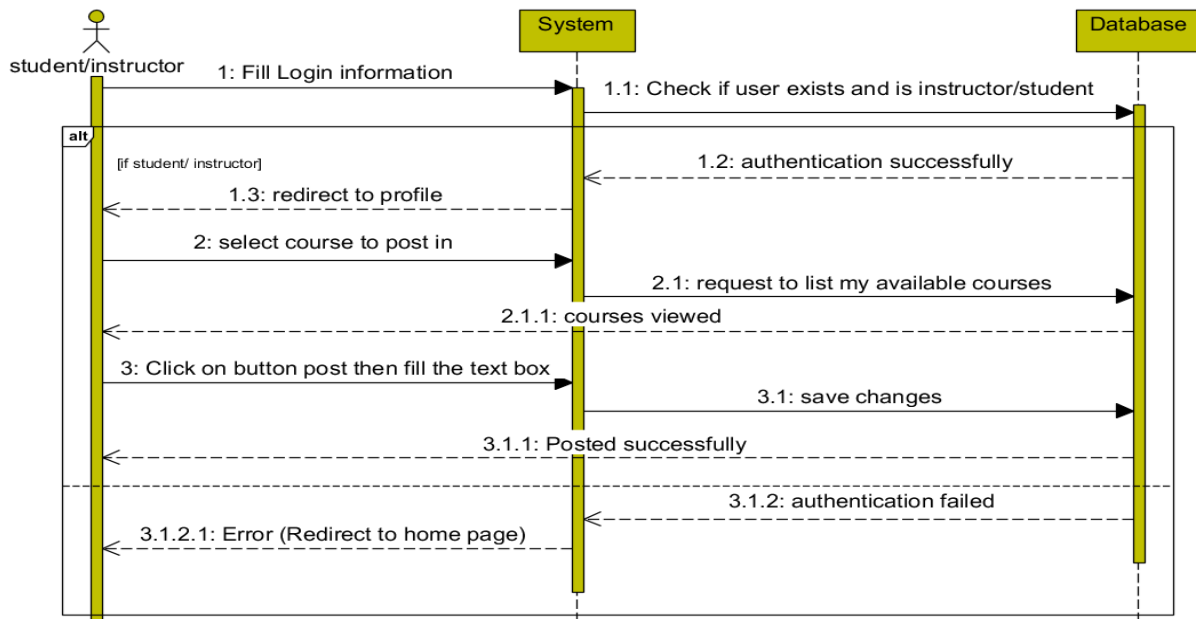 System
Database
student/instructor
1: Fill Login information
1.1: Check if user exists and is instructor/student
alt
[if student/ instructor]
1.2: authentication successfully
1.3: redirect to profile
2: select course to post in
2.1: request to list my available courses
2.1.1: courses viewed
3: Click on button post then fill the text box
3.1: save changes
3.1.1: Posted successfully
3.1.2: authentication failed
3.1.2.1: Error (Redirect to home page)